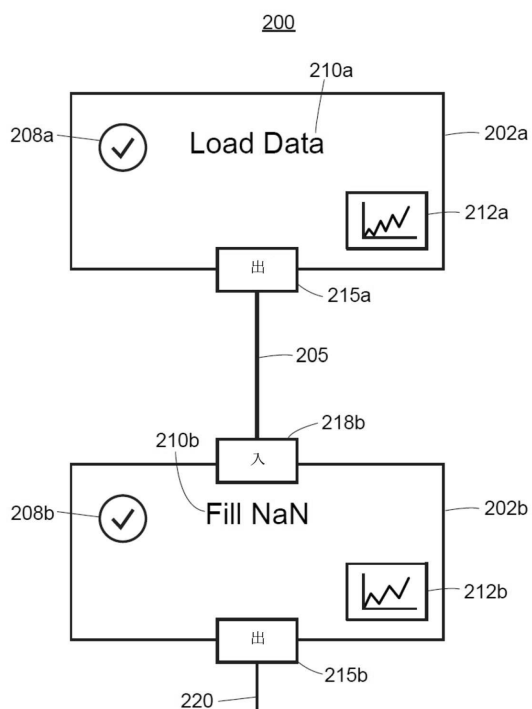 200
210a
208a
Load Data
202a
212a
出
215a
205
218b
210b
入
208b
Fill NaN
202b
212b
出
215b
220